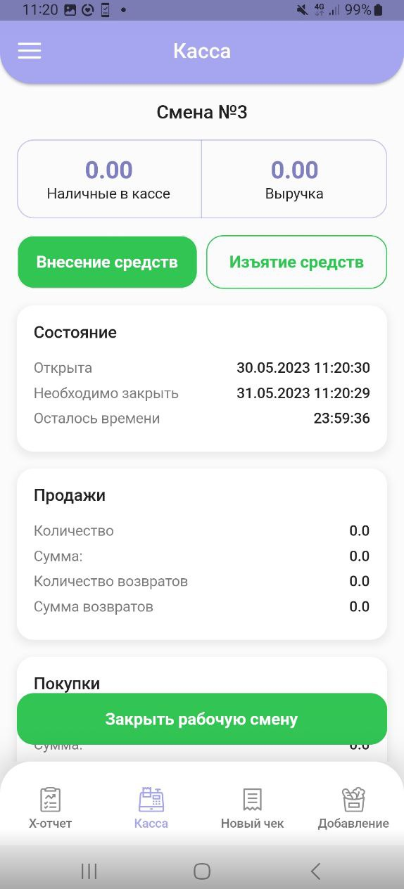 11:20 4G 99%
Касса
Смена №3
0.00 0.00
Наличные в кассе Выручка
Внесение средств Изъятие средств
Состояние
Открыта 30.05.2023 11:20:30
Необходимо закрыть 31.05.2023 11:20:29
Осталось времени 23:59:36
Продажи
Количество 0.0
Сумма: 0.0
Количество возвратов 0.0
Сумма возвратов 0.0
Покупки
Закрыть рабочую смену
Сумма: 0.0
X-отчет Касса Новый чек Добавление